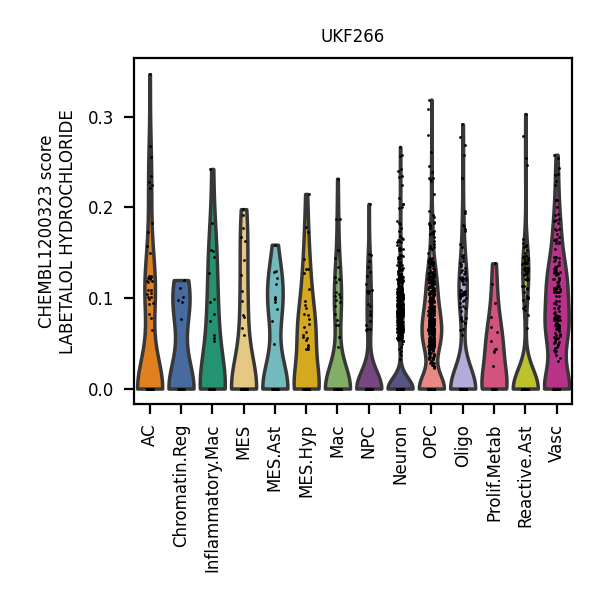 UKF266
CHEMBL1200323 score
LABETALOL HYDROCHLORIDE
0.3
0.2
0.1
0.0
AC
Chromatin.Reg
Inflammatory.Mac
MES
MES.Ast
MES.Hyp
Mac
NPC
Neuron
OPC
Oligo
Prolif.Metab
Reactive.Ast
Vasc